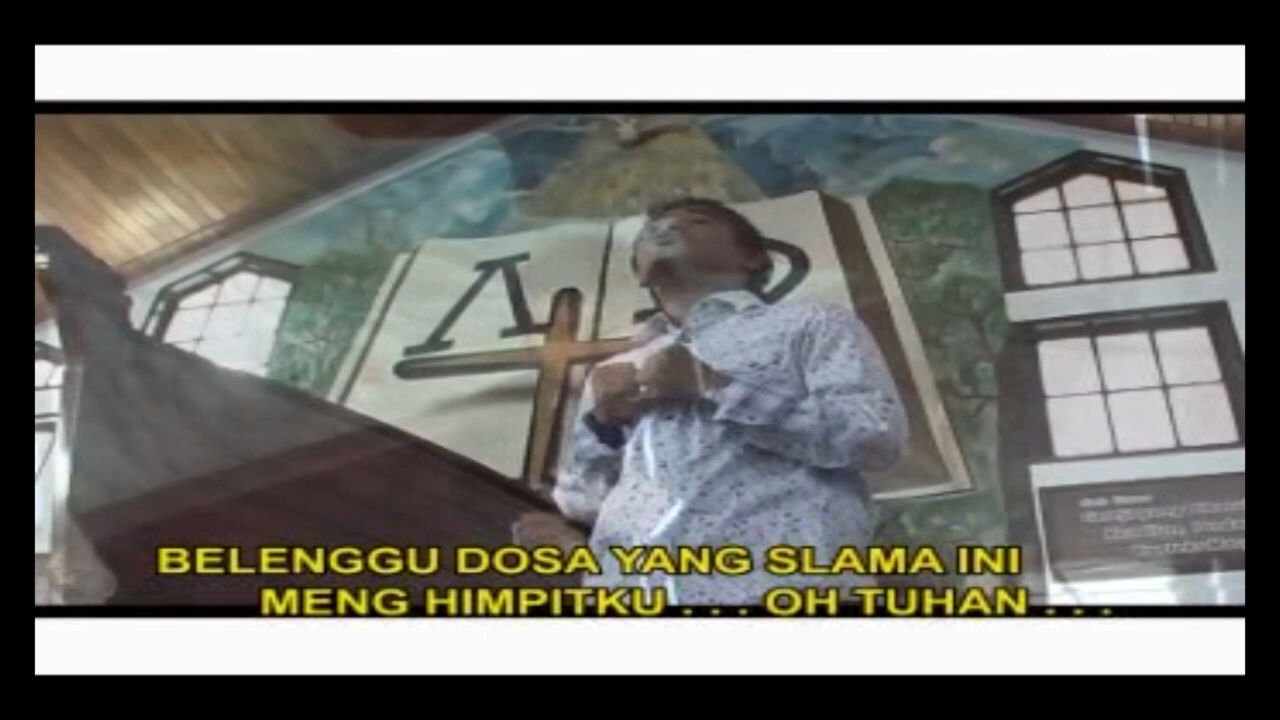 BELENGGU DOSA YANG SLAMA INI
MENG HIMPITKU . . . OH TUHAN . . .